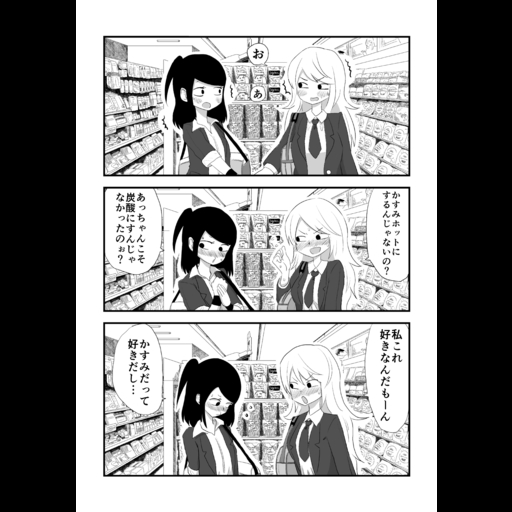 お
あ
かすみホットに
するんじゃないの?
あっちゃんこそ
炭酸にすんじゃ
なかったのぉ?
私これ
好きなんだもーん
かすみだって
好きだし…